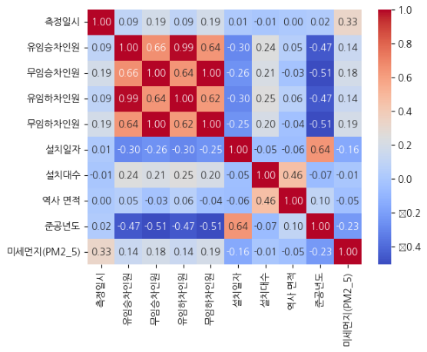 측정일시 1.00 0.09 0.19 0.09 0.19 0.01 -0.01 0.00 0.02 0.33
유임승차인원 0.09 1.00 0.66 0.99 0.64 -0.30 0.24 0.05 -0.47 0.14
무임승차인원 0.19 0.66 1.00 0.64 1.00 -0.26 0.21 -0.03 -0.51 0.18
유임하차인원 0.09 0.99 0.64 1.00 0.62 -0.30 0.25 0.06 -0.47 0.14
무임하차인원 0.19 0.64 1.00 0.62 1.00 -0.25 0.20 -0.04 -0.51 0.19
설치일자 0.01 -0.30 -0.26 -0.30 -0.25 1.00 -0.05 -0.06 0.64 -0.16
설치대수 -0.01 0.24 0.21 0.25 0.20 -0.05 1.00 0.46 -0.07 -0.01
역사 면적 0.00 0.05 -0.03 0.06 -0.04 -0.06 0.46 1.00 0.10 -0.05
준공년도 0.02 -0.47 -0.51 -0.47 -0.51 0.64 -0.07 0.10 1.00 -0.23
미세먼지(PM2_5) 0.33 0.14 0.18 0.14 0.19 -0.16 -0.01 -0.05 -0.23 1.00
측정일시 유임승차인원 무임승차인원 유임하차인원 무임하차인원 설치일자 설치대수 역사 면적 준공년도 미세먼지(PM2_5)
1.0
0.8
0.6
0.4
0.2
0.0
0.2
0.4